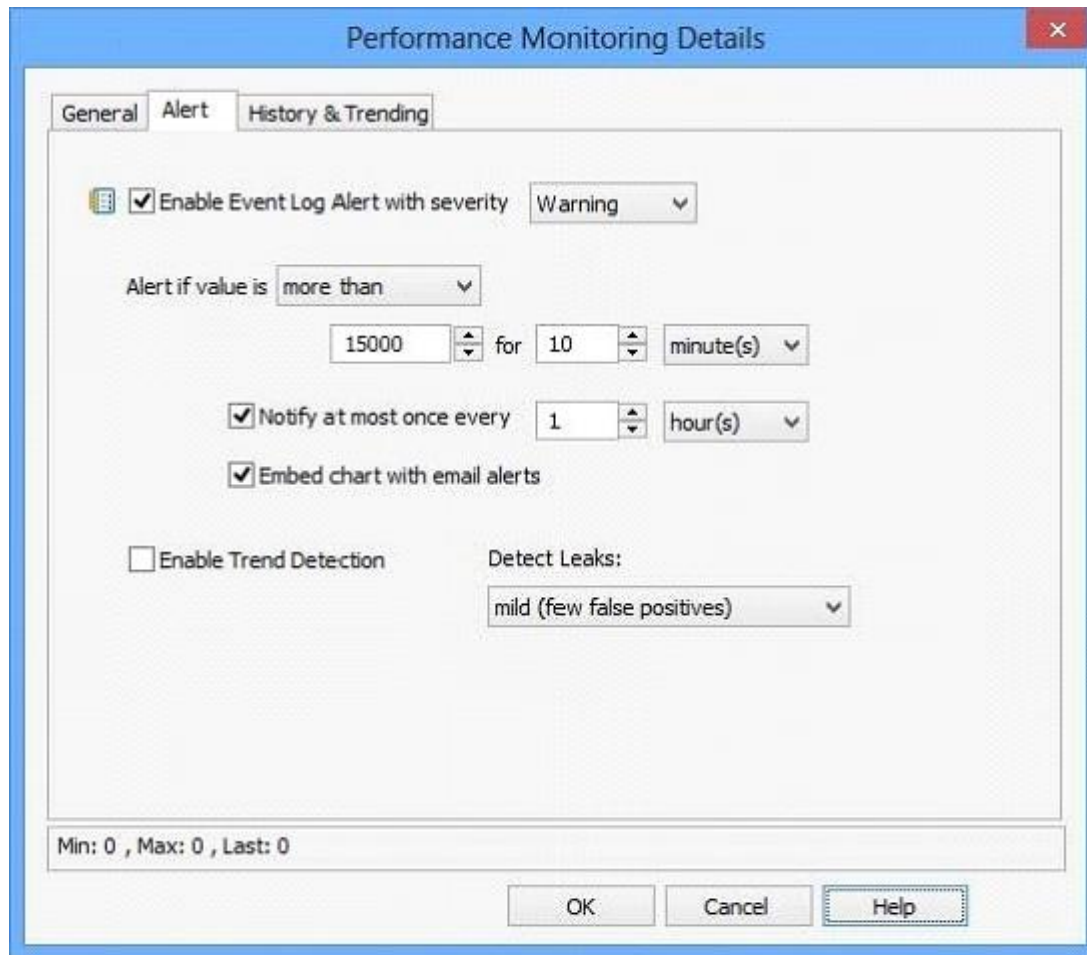 Performance Monitoring Details
General Alert History & Trending
Enable Event Log Alert with severity Warning
Alert if value is more than
15000 for 10 minute(s)
Notify at most once every 1 hour(s)
Embed chart with email alerts
Enable Trend Detection Detect Leaks:
mild (few false positives)
Min: 0 , Max: 0 , Last: 0
OK Cancel Help